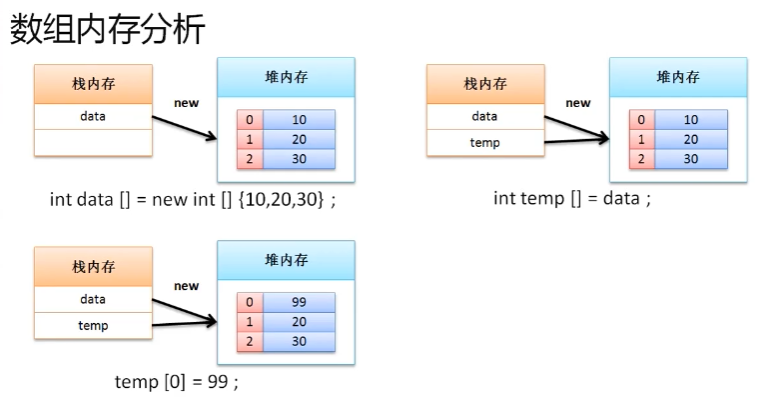 数组内存分析
栈内存
data
new
堆内存
0 10
1 20
2 30
int data [] = new int [] {10,20,30} ;
栈内存
data
temp
new
堆内存
0 10
1 20
2 30
int temp [] = data ;
栈内存
data
temp
new
堆内存
0 99
1 20
2 30
temp [0] = 99 ;